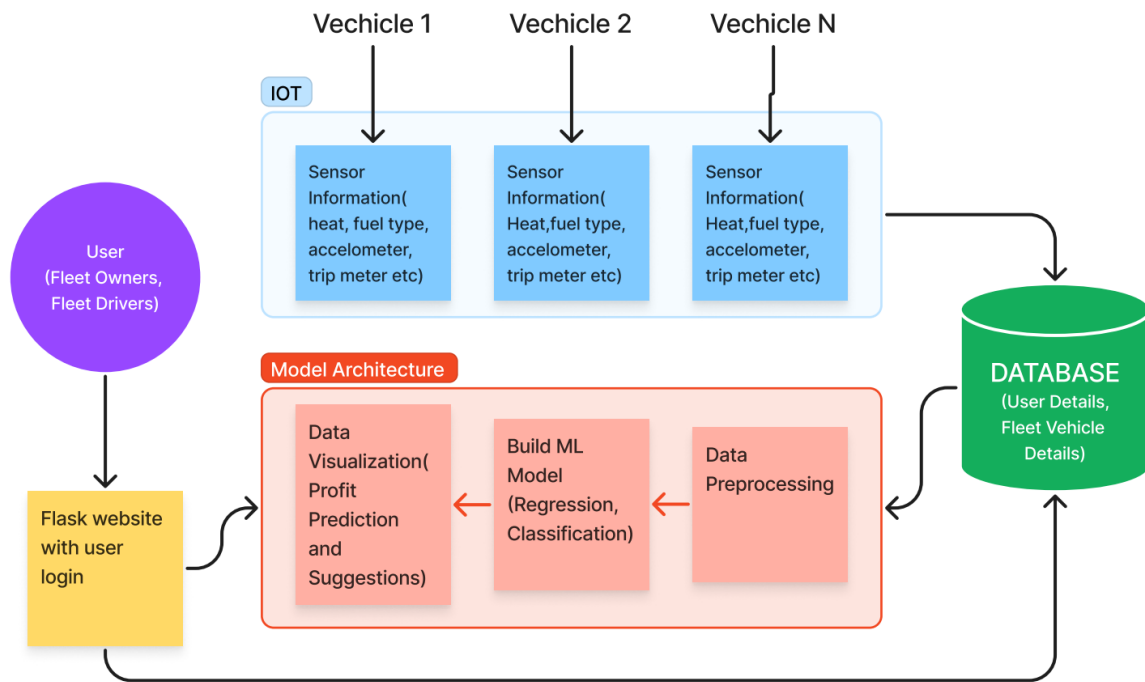 Vechicle 1
Vechicle 2
Vechicle N
IOT
Sensor
Information(
heat, fuel type,
accelometer,
trip meter etc)
Sensor
Information(
Heat,fuel type,
accelometer,
trip meter etc)
Sensor
Information(
Heat,fuel type,
accelometer,
trip meter etc)
User
(Fleet Owners,
Fleet Drivers)
DATABASE
(User Details,
Fleet Vehicle
Details)
Model Architecture
Data
Visualization(
Profit
Prediction
and
Suggestions)
Build ML
Model
(Regression,
Classification)
Data
Preprocessing
Flask website
with user
login